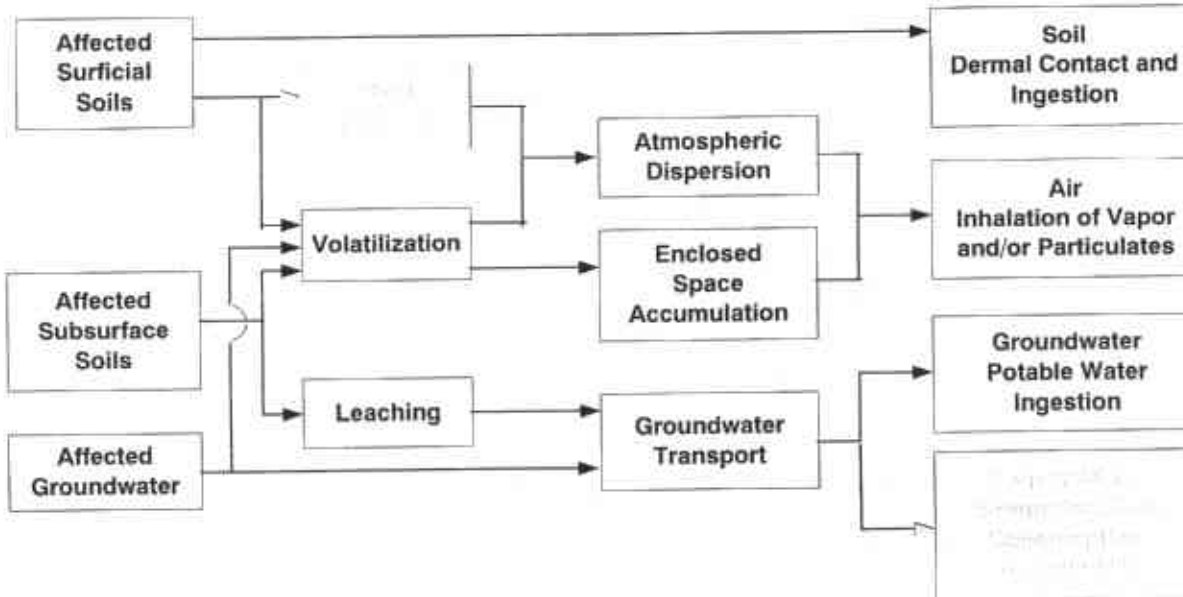 Affected
Surficial
Soils
Soil
Dermal Contact and
Ingestion
Atmospheric
Dispersion
Air
Inhalation of Vapor
and/or Particulates
Volatilization
Enclosed
Space
Accumulation
Affected
Subsurface
Soils
Groundwater
Potable Water
Ingestion
Leaching
Groundwater
Transport
Affected
Groundwater